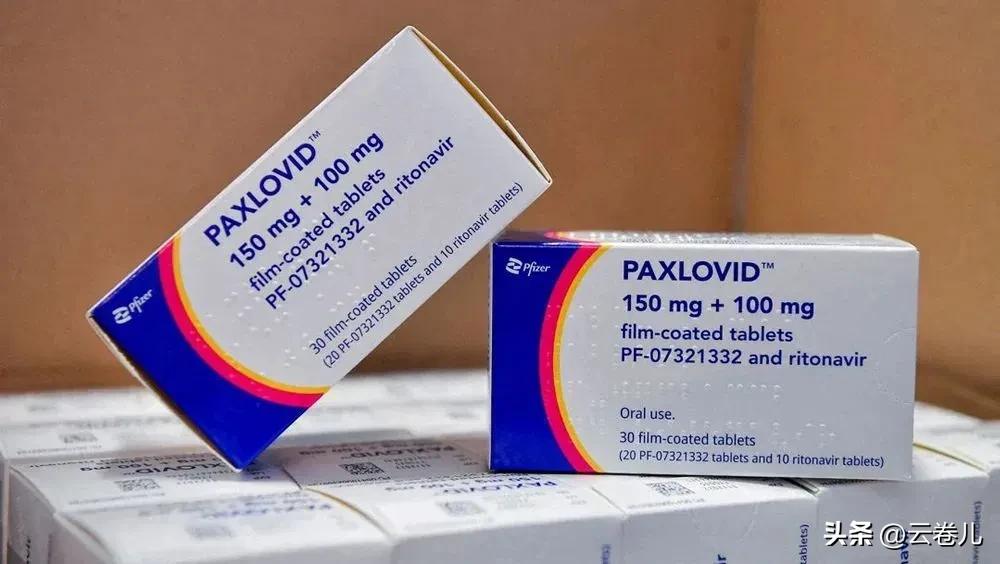 PAXLOVID™
150 mg + 100 mg
film-coated tablets
PF-07321332 and ritonavir
30 film-coated tablets
(20 PF-07321332 tablets and 10 ritonavir tablets)
Pfizer
Pfizer
PAXLOVID™
150 mg + 100 mg
film-coated tablets
PF-07321332 and ritonavir
Oral use.
30 film-coated tablets
(20 PF-07321332 tablets and 10 ritonavir tablets)
PAXLOVID
PAXLOVID
PAXLOVID
头条 @云卷儿